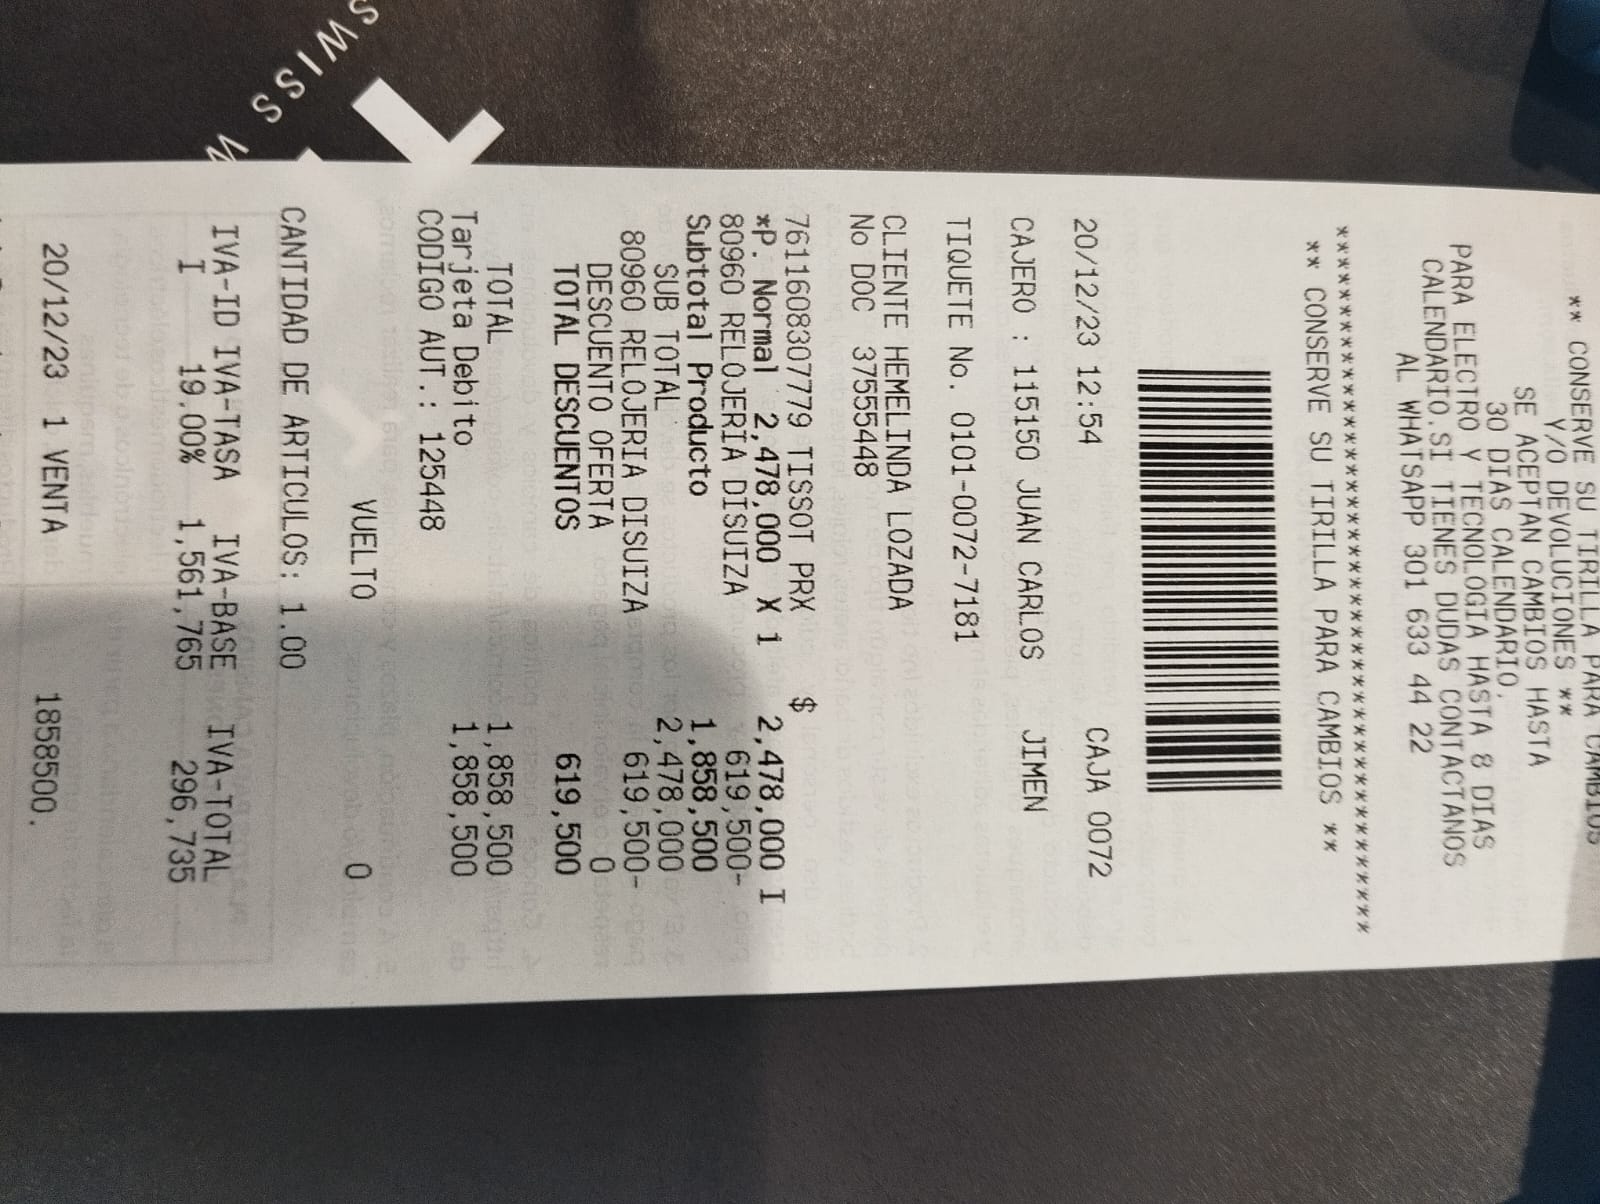 SWISS
** CONSERVE SU TIRILLA PARA CAMBIOS
Y/O DEVOLUCIONES **
SE ACEPTAN CAMBIOS HASTA
30 DIAS CALENDARIO.
PARA ELECTRO Y TECNOLOGIA HASTA 8 DIAS
CALENDARIO.SI TIENES DUDAS CONTACTANOS
AL WHATSAPP 301 633 44 22
** CONSERVE SU TIRILLA PARA CAMBIOS **
20/12/23 12:54 CAJA 0072
CAJERO : 115150 JUAN CARLOS JIMEN
TIQUETE No. 0101-0072-7181
CLIENTE HEMELINDA LOZADA
No DOC 37555448
7611608307779 TISSOT PRX $
*P. Normal 2,478,000 X 1 2,478,000 I
80960 RELOJERIA DISUIZA 619,500-
Subtotal Producto 1,858,500
SUB TOTAL 2,478,000
80960 RELOJERIA DISUIZA 619,500-
DESCUENTO OFERTA 0
TOTAL DESCUENTOS 619,500
TOTAL 1,858,500
Tarjeta Debito 1,858,500
CODIGO AUT.: 125448
VUELTO 0
CANTIDAD DE ARTICULOS: 1.00
IVA-ID IVA-TASA IVA-BASE IVA-TOTAL
I 19.00% 1,561,765 296,735
20/12/23 1 VENTA 1858500.